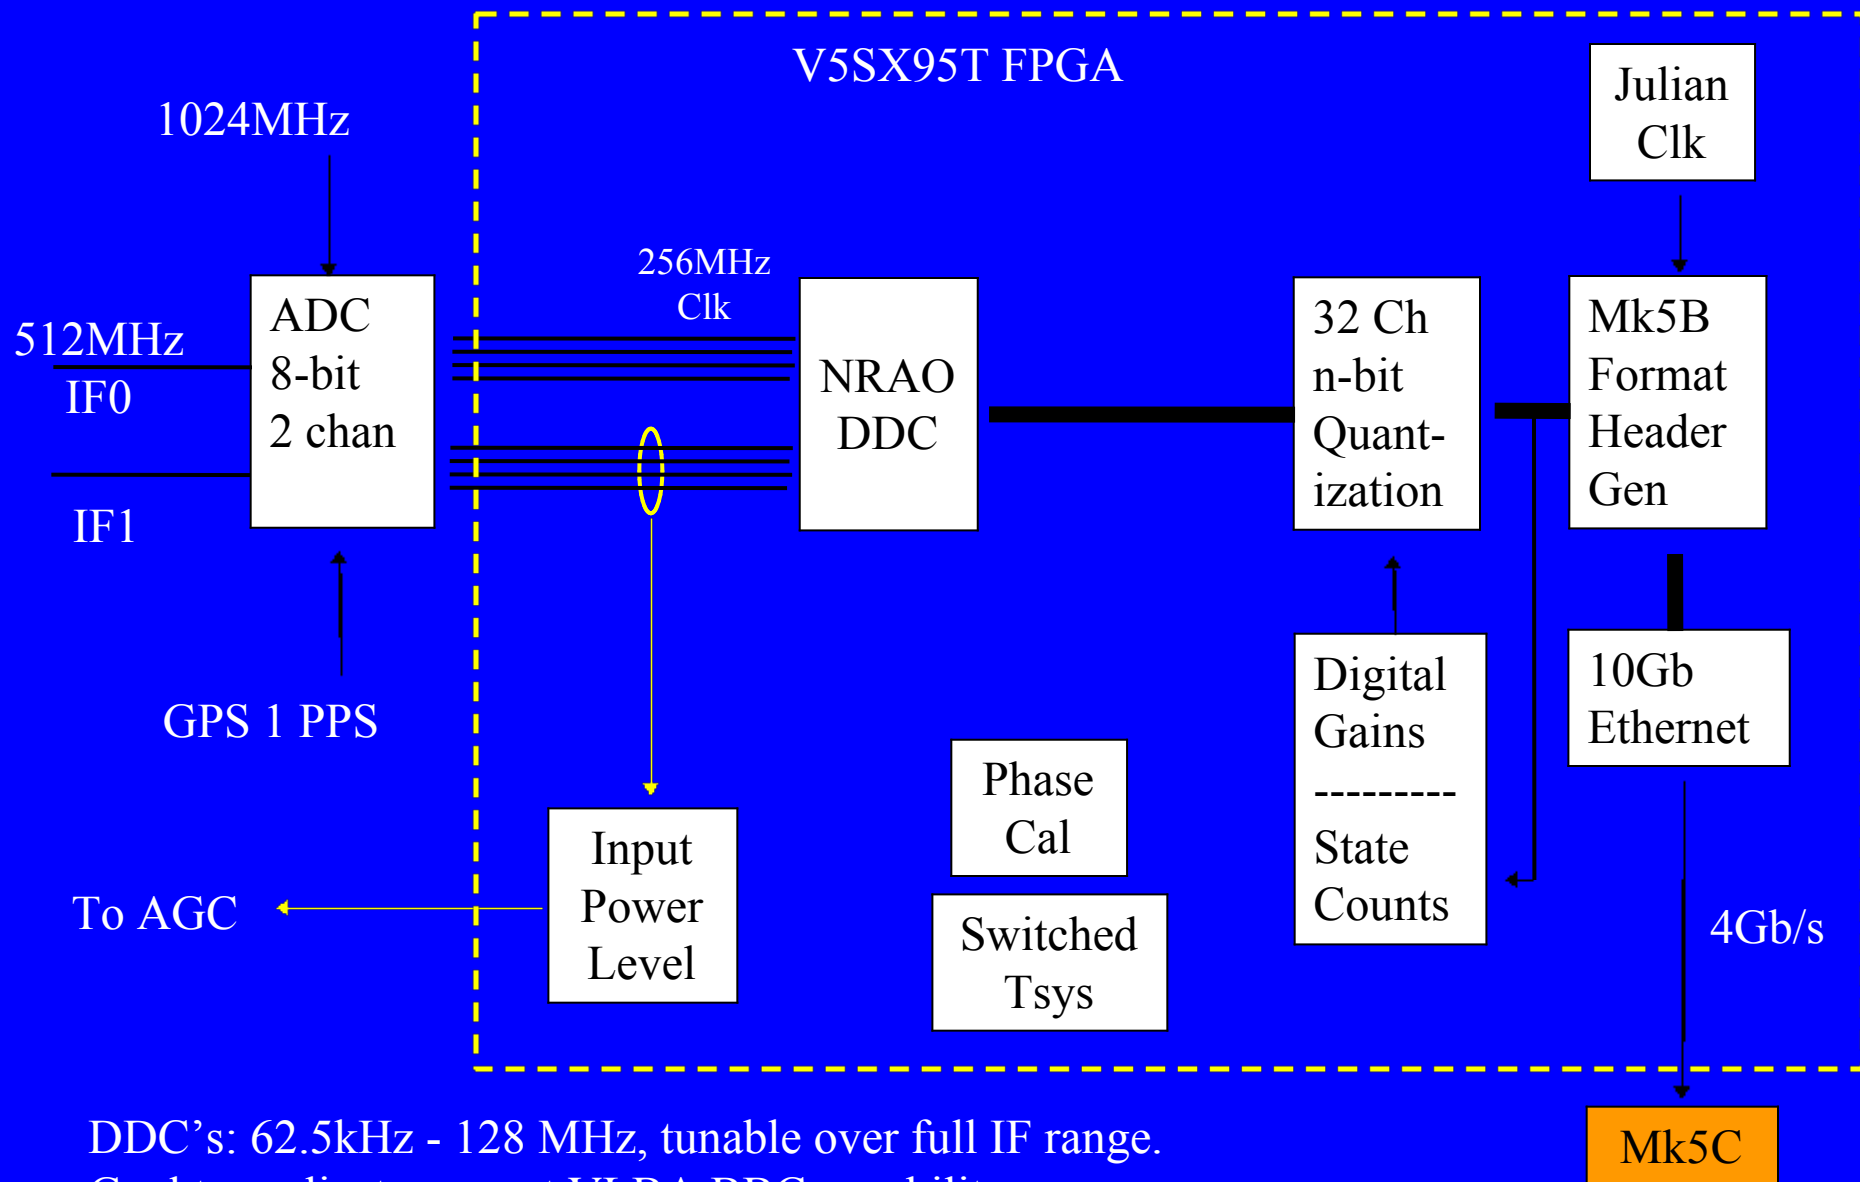 V5SX95T FPGA
Julian
Clk
1024MHz
256MHz
Clk
512MHz
IF0
IF1
ADC
8-bit
2 chan
NRAO
DDC
32 Ch
n-bit
Quant-
ization
Mk5B
Format
Header
Gen
GPS 1 PPS
Digital
Gains
---------
State
Counts
10Gb
Ethernet
Phase
Cal
Input
Power
Level
To AGC
Switched
Tsys
4Gb/s
DDC's: 62.5kHz - 128 MHz, tunable over full IF range.
Mk5C